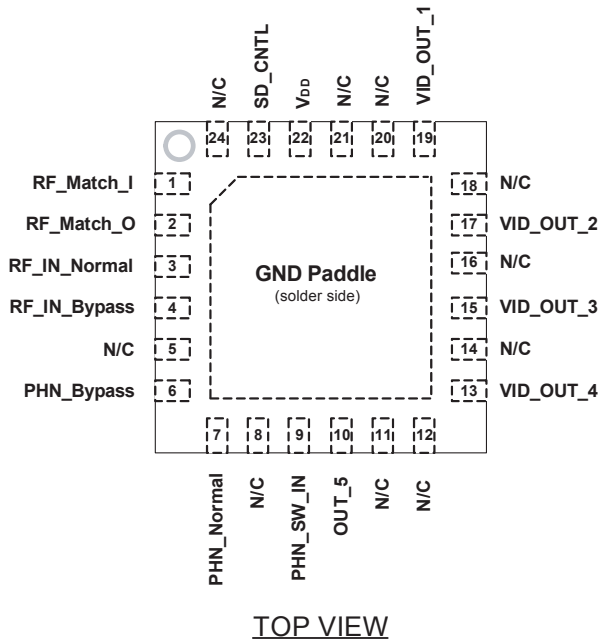 N/C
SD_CNTL
VDD
N/C
N/C
VID_OUT_1
24
23
22
21
20
19
RF_Match_I
1
18
N/C
RF_Match_O
2
17
VID_OUT_2
RF_IN_Normal
3
16
N/C
RF_IN_Bypass
4
15
VID_OUT_3
N/C
5
14
N/C
PHN_Bypass
6
13
VID_OUT_4
GND Paddle
(solder side)
7
8
9
10
11
12
PHN_Normal
N/C
PHN_SW_IN
OUT_5
N/C
N/C
TOP VIEW